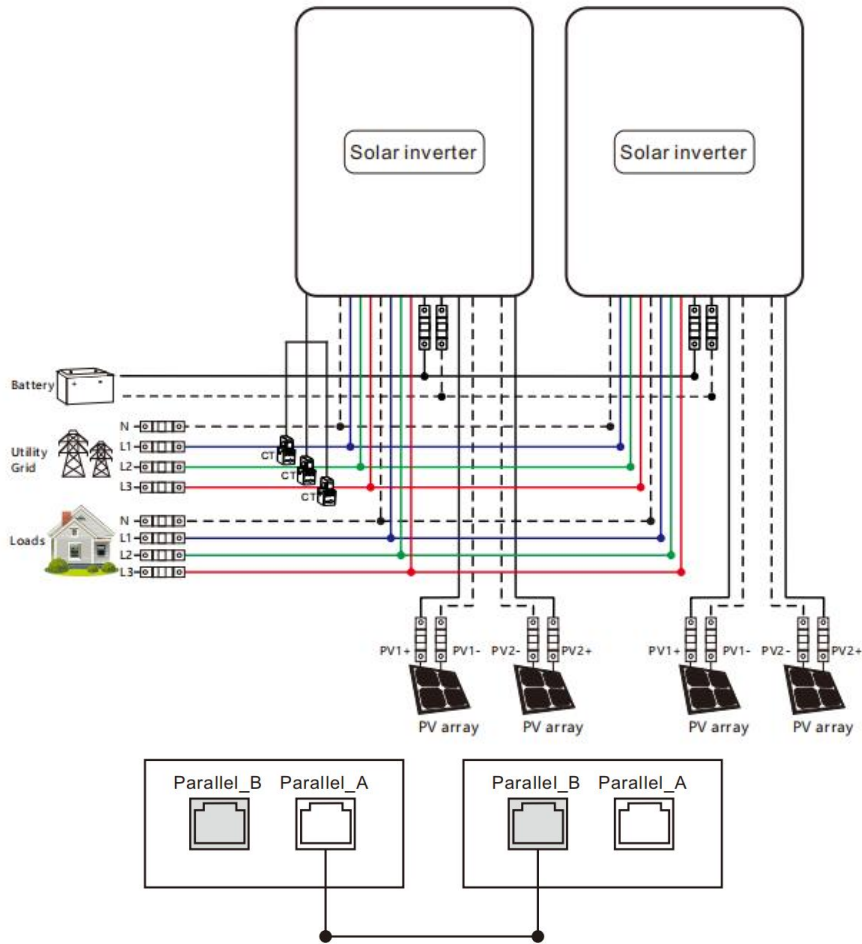 Solar inverter
Solar inverter
Battery
+
-
N
Utility
Grid
L1
L2
L3
CT
CT
CT
N
Loads
L1
L2
L3
PV1+
PV1-
PV2-
PV2+
PV1+
PV1-
PV2-
PV2+
PV array
PV array
PV array
PV array
Parallel_B
Parallel_A
Parallel_B
Parallel_A